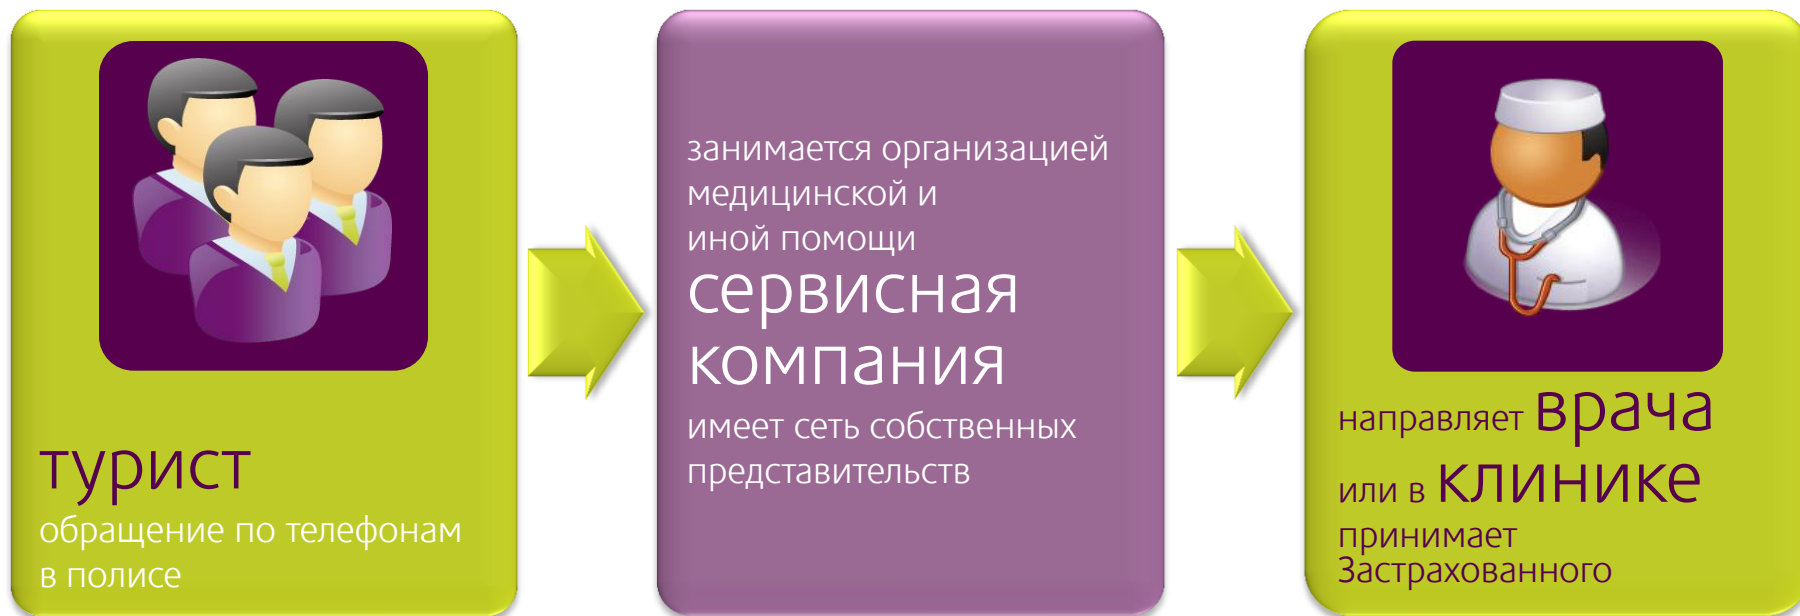 турист
обращение по телефонам
в полисе
занимается организацией
медицинской и
иной помощи
сервисная
компания
имеет сеть собственных
представительств
направляет врача
или в клинике
принимает
Застрахованного